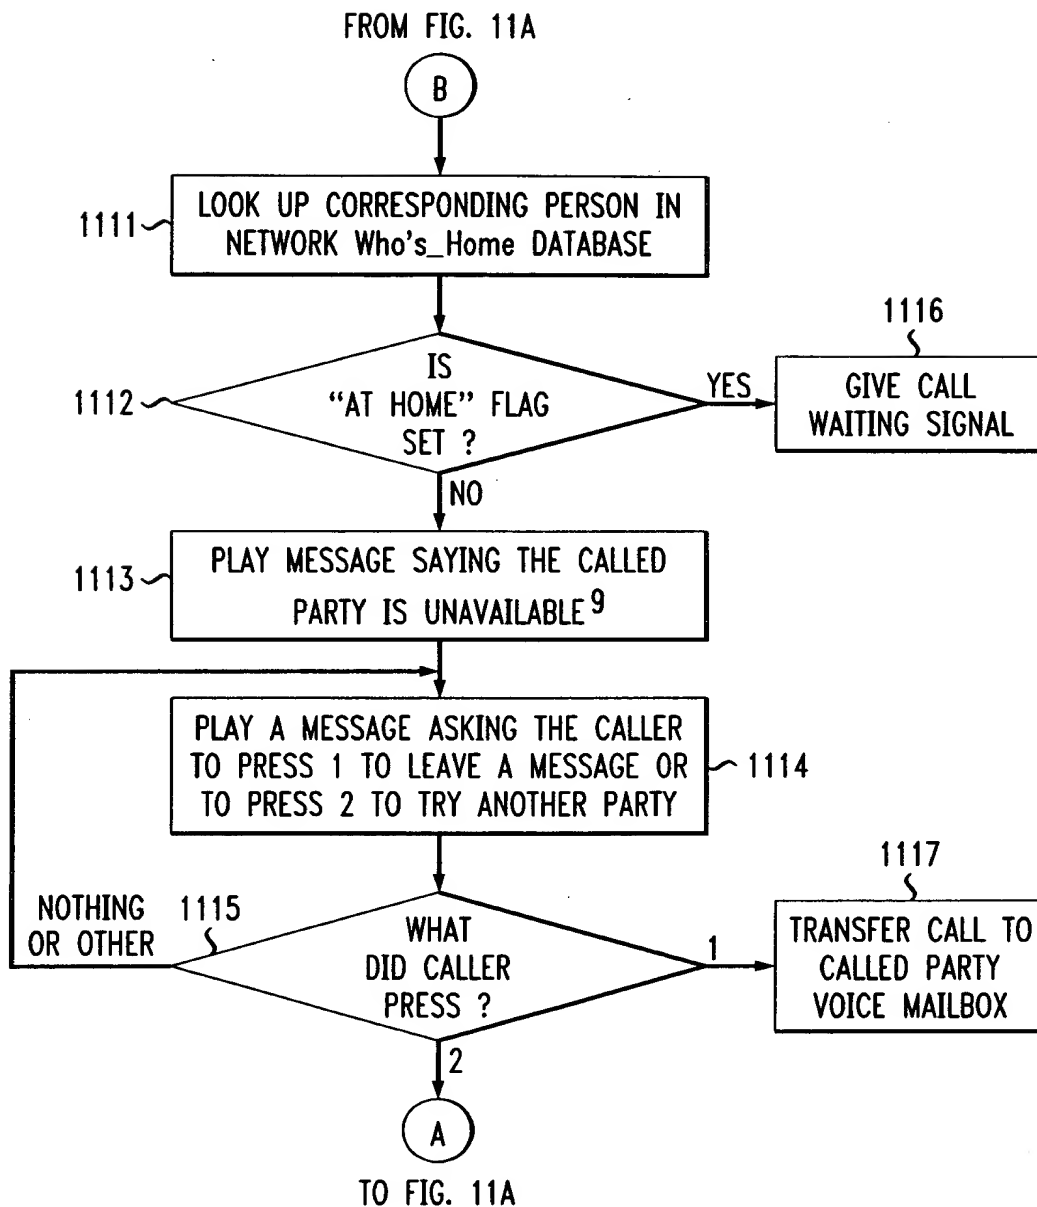 FROM FIG. 11A
B
1111
LOOK UP CORRESPONDING PERSON IN
NETWORK Who's_Home DATABASE
1112
IS
“AT HOME” FLAG
SET ?
YES
1116
GIVE CALL
WAITING SIGNAL
NO
1113
PLAY MESSAGE SAYING THE CALLED
PARTY IS UNAVAILABLE9
PLAY A MESSAGE ASKING THE CALLER
TO PRESS 1 TO LEAVE A MESSAGE OR
TO PRESS 2 TO TRY ANOTHER PARTY
1114
NOTHING
OR OTHER
1115
WHAT
DID CALLER
PRESS ?
1
1117
TRANSFER CALL TO
CALLED PARTY
VOICE MAILBOX
2
A
TO FIG. 11A